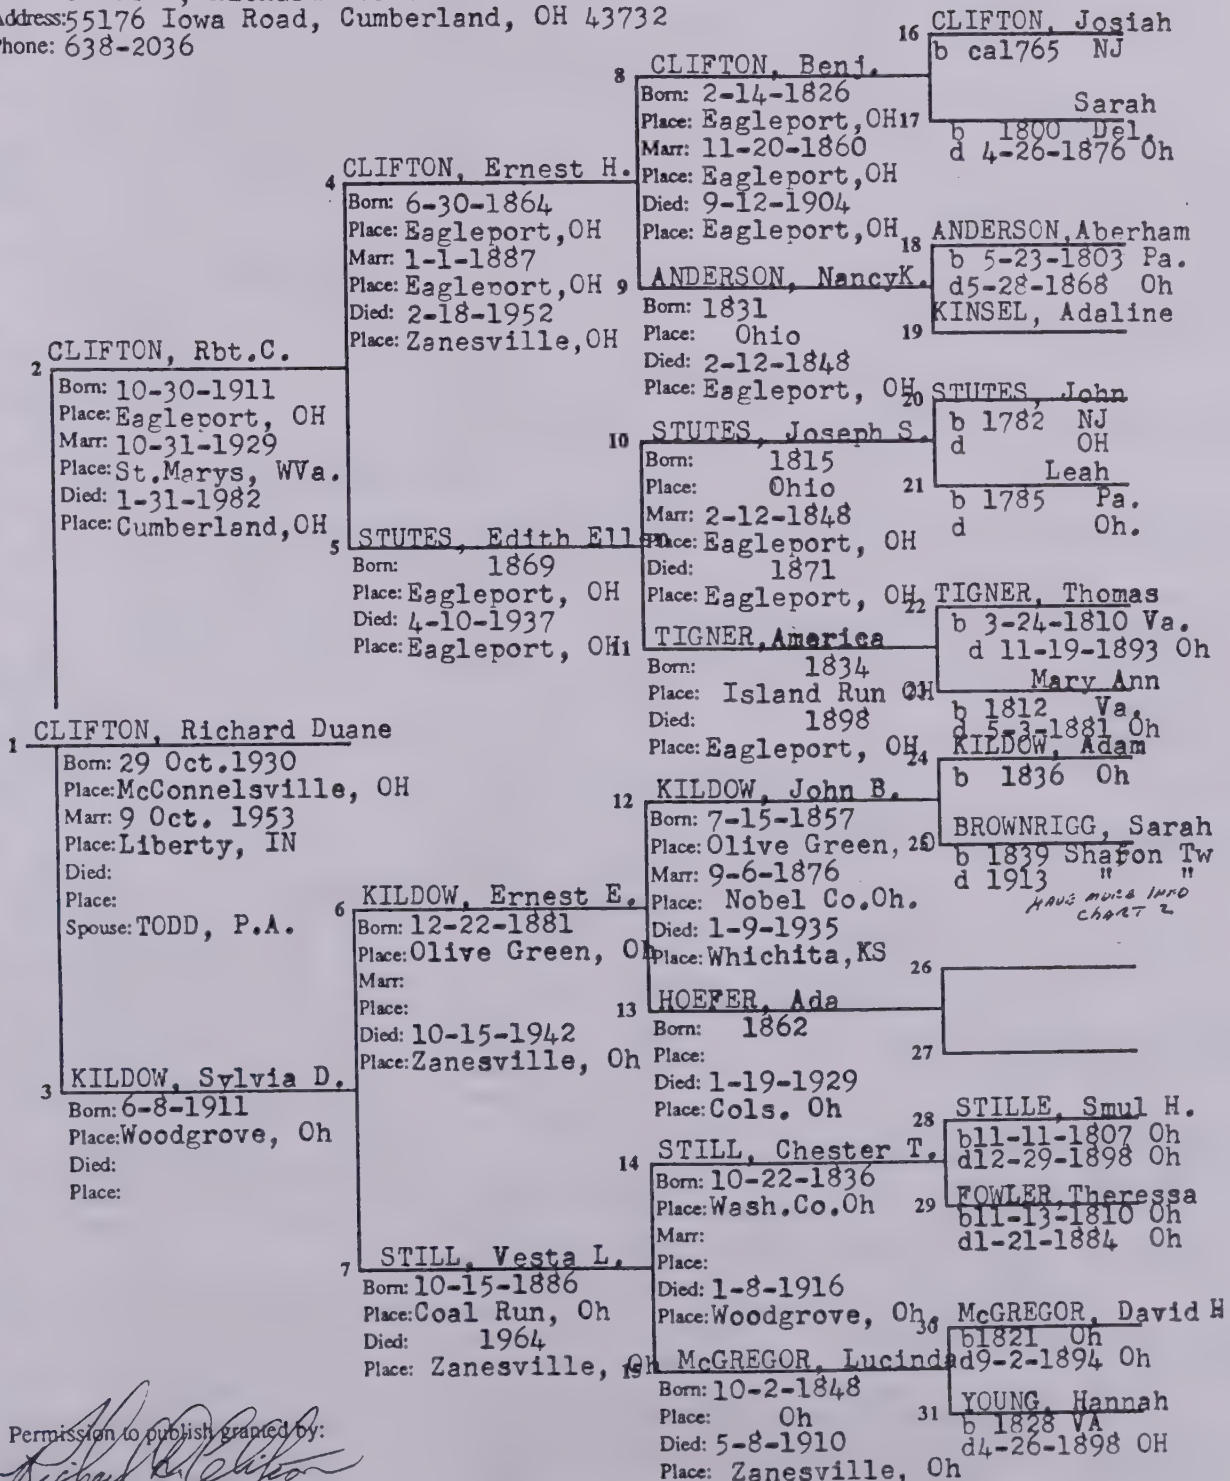 Address:55176 Iowa Road, Cumberland, OH 43732
Phone: 638-2036
1 CLIFTON, Richard Duane
Born: 29 Oct.1930
Place:McConnelsville, OH
Marr: 9 Oct. 1953
Place:Liberty, IN
Died:
Place:
Spouse:TODD, P.A.
2 CLIFTON, Rbt.C.
Born: 10-30-1911
Place:Eagleport, OH
Marr: 10-31-1929
Place:St.Marys, WVa.
Died: 1-31-1982
Place:Cumberland,OH
3 KILDOW, Sylvia D.
Born: 6-8-1911
Place:Woodgrove, Oh
Died:
Place:
4 CLIFTON, Ernest H.
Born: 6-30-1864
Place: Eagleport,OH
Marr: 1-1-1887
Place: Eagleport,OH
Died: 2-18-1952
Place: Zanesville,OH
5 STUTES, Edith Ellen
Born: 1869
Place: Eagleport, OH
Died: 4-10-1937
Place: Eagleport, OH
6 KILDOW, Ernest E.
Born: 12-22-1881
Place:Olive Green, Oh
Marr:
Place:
Died: 10-15-1942
Place:Zanesville, Oh
7 STILL, Vesta L.
Born: 10-15-1886
Place:Coal Run, Oh
Died: 1964
Place: Zanesville, Oh
8 CLIFTON, Benj.
Born: 2-14-1826
Place: Eagleport,OH
Marr: 11-20-1860
Place: Eagleport,OH
Died: 9-12-1904
Place: Eagleport,OH
9 ANDERSON, NancyK.
Born: 1831
Place: Ohio
Died: 2-12-1848
Place: Eagleport, OH
10 STUTES, Joseph S.
Born: 1815
Place: Ohio
Marr: 2-12-1848
Place: Eagleport, OH
Died: 1871
Place: Eagleport, OH
11 TIGNER,America
Born: 1834
Place: Island Run OH
Died: 1898
Place: Eagleport, OH
12 KILDOW, John B.
Born: 7-15-1857
Place: Olive Green, O
Marr: 9-6-1876
Place: Nobel Co.Oh.
Died: 1-9-1935
Place: Whichita,KS
13 HOEFER, Ada
Born: 1862
Place:
Died: 1-19-1929
Place: Cols. Oh
14 STILL, Chester T.
Born: 10-22-1836
Place: Wash.Co.Oh
Marr:
Place:
Died: 1-8-1916
Place: Woodgrove, Oh.
15 McGREGOR, Lucinda
Born: 10-2-1848
Place: Oh
Died: 5-8-1910
Place: Zanesville, Oh
16 CLIFTON, Josiah
b ca1765 NJ
17 Sarah
b 1800 Del.
d 4-26-1876 Oh
18 ANDERSON,Aberham
b 5-23-1803 Pa.
d5-28-1868 Oh
19 KINSEL, Adaline
20 STUTES, John
b 1782 NJ
d OH
21 Leah
b 1785 Pa.
d Oh.
22 TIGNER, Thomas
b 3-24-1810 Va.
d 11-19-1893 Oh
23 Mary Ann
b 1812 Va.
d 5-3-1881 Oh
24 KILDOW, Adam
b 1836 Oh
25 BROWNRIGG, Sarah
b 1839 Sharon Tw
d 1913 " "
HAVE MORE INFO
CHART 2
26
27
28 STILLE, Smul H.
b11-11-1807 Oh
d12-29-1898 Oh
29 FOWLER,Theressa
b11-13-1810 Oh
d1-21-1884 Oh
30 McGREGOR, David H
b1821 Oh
d9-2-1894 Oh
31 YOUNG, Hannah
b 1828 VA
d4-26-1898 OH
Permission to publish granted by:
Richard D. Clifton